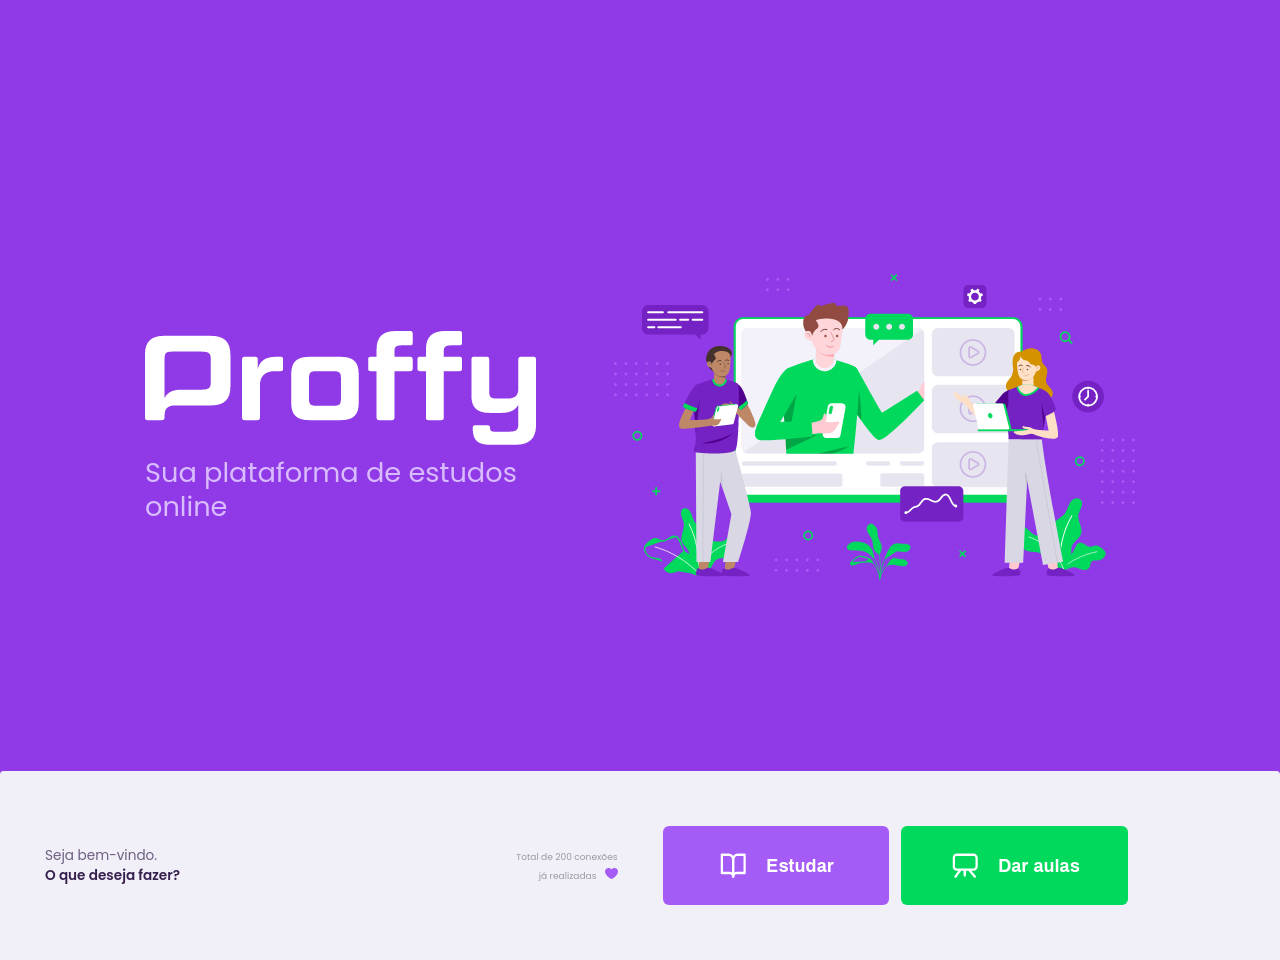 Proffy
Sua plataforma de estudos
online
Seja bem-vindo.
O que deseja fazer?
Total de 200 conexões
já realizadas
Estudar
Dar aulas